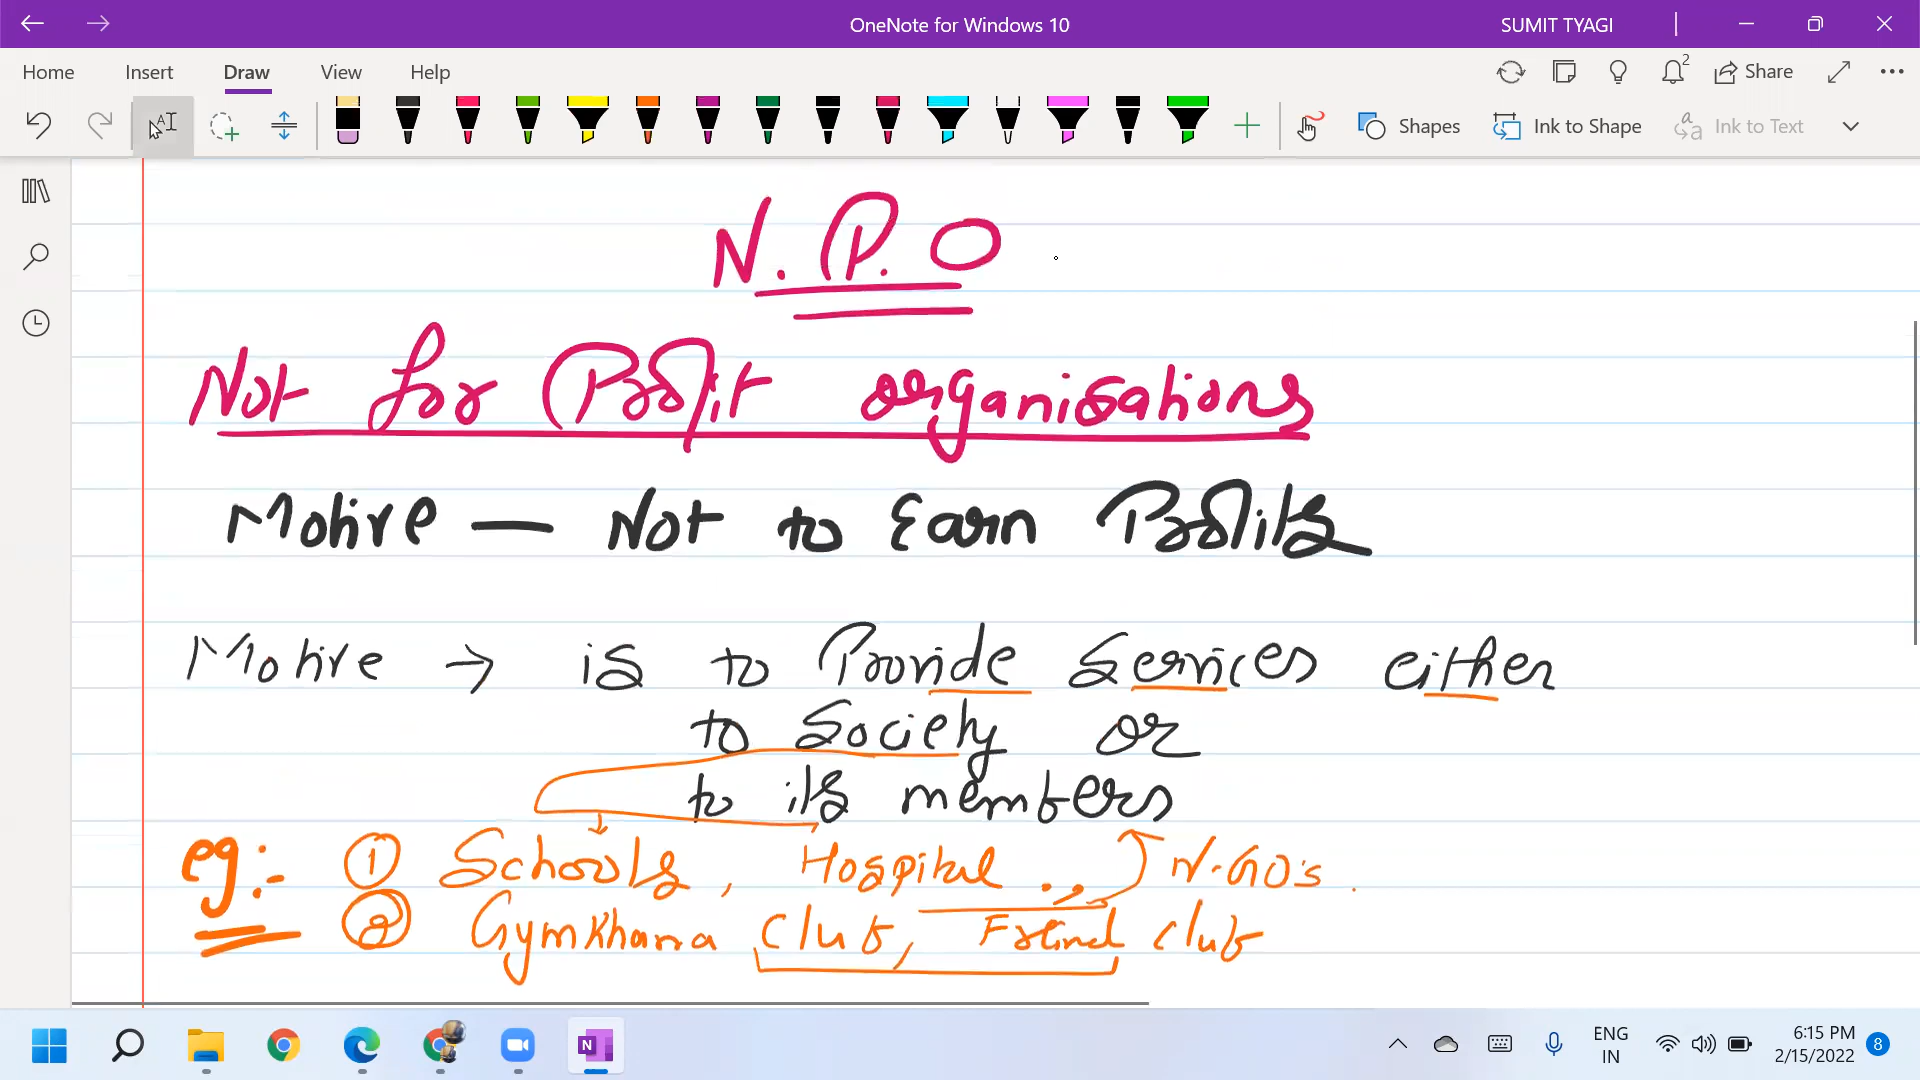 OneNote for Windows 10
SUMIT TYAGI
Home Insert Draw View Help
2
Share
Shapes
Ink to Shape
Ink to Text
N.P.O
Not for Profit organisations
Motive — Not to Earn Profits
Motive → is to Provide Services either
to Society or
to its members
eg:- ① Schools, Hospital ... N.GO's.
② Gymkhana Club, Friend Club
ENG
IN
6:15 PM
2/15/2022
8